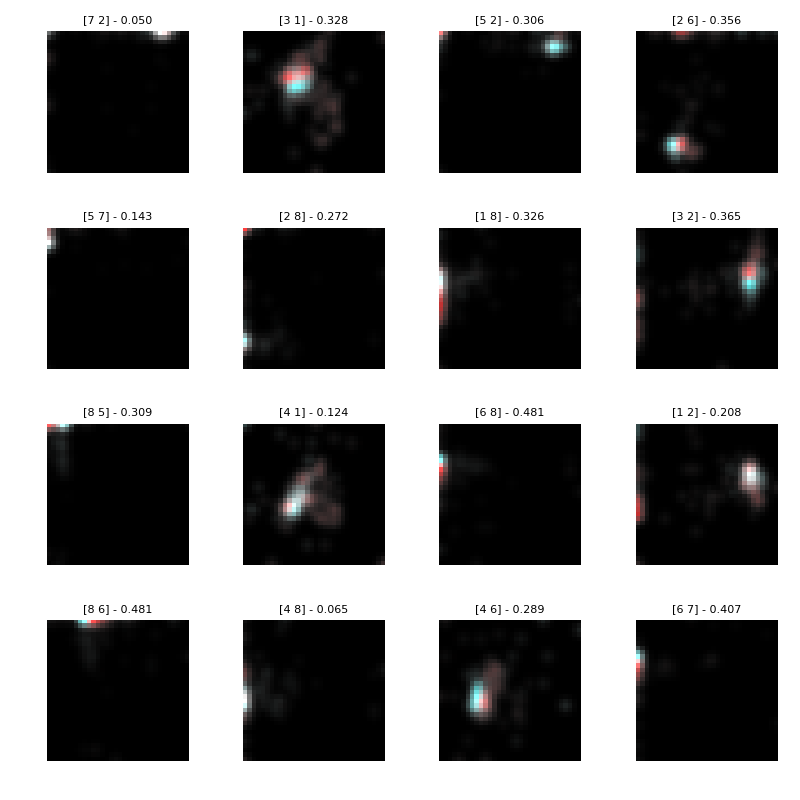 [7 2] - 0.050
[3 1] - 0.328
[5 2] - 0.306
[2 6] - 0.356
[5 7] - 0.143
[2 8] - 0.272
[1 8] - 0.326
[3 2] - 0.365
[8 5] - 0.309
[4 1] - 0.124
[6 8] - 0.481
[1 2] - 0.208
[8 6] - 0.481
[4 8] - 0.065
[4 6] - 0.289
[6 7] - 0.407